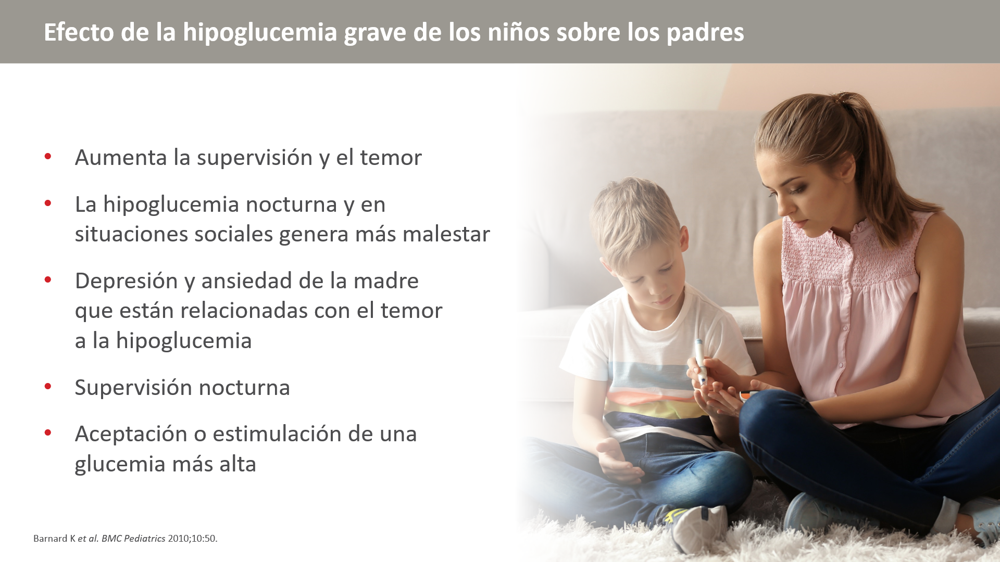 Efecto de la hipoglucemia grave de los niños sobre los padres
• Aumenta la supervisión y el temor
• La hipoglucemia nocturna y en
situaciones sociales genera más malestar
• Depresión y ansiedad de la madre
que están relacionadas con el temor
a la hipoglucemia
• Supervisión nocturna
• Aceptación o estimulación de una
glucemia más alta
Barnard K et al. BMC Pediatrics 2010;10:50.